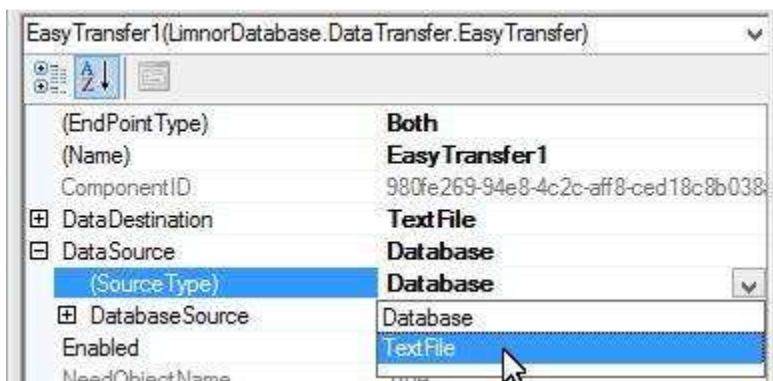 EasyTransfer1(LimnorDatabase.DataTransfer.EasyTransfer)
(EndPointType) Both
(Name) EasyTransfer1
ComponentID 980fe269-94e8-4c2c-aff8-ced18c8b038
DataDestination TextFile
DataSource Database
(SourceType) Database
DatabaseSource Database
Enabled TextFile
NeedObjectName